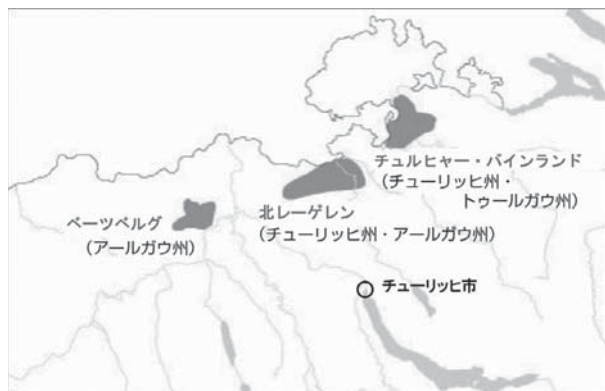 チュルヒャー・バインランド
(チューリッヒ州・
トゥールガウ州)
北レーゲレン
(チューリッヒ州・アールガウ州)
ベーツベルグ
(アールガウ州)
チューリッヒ市